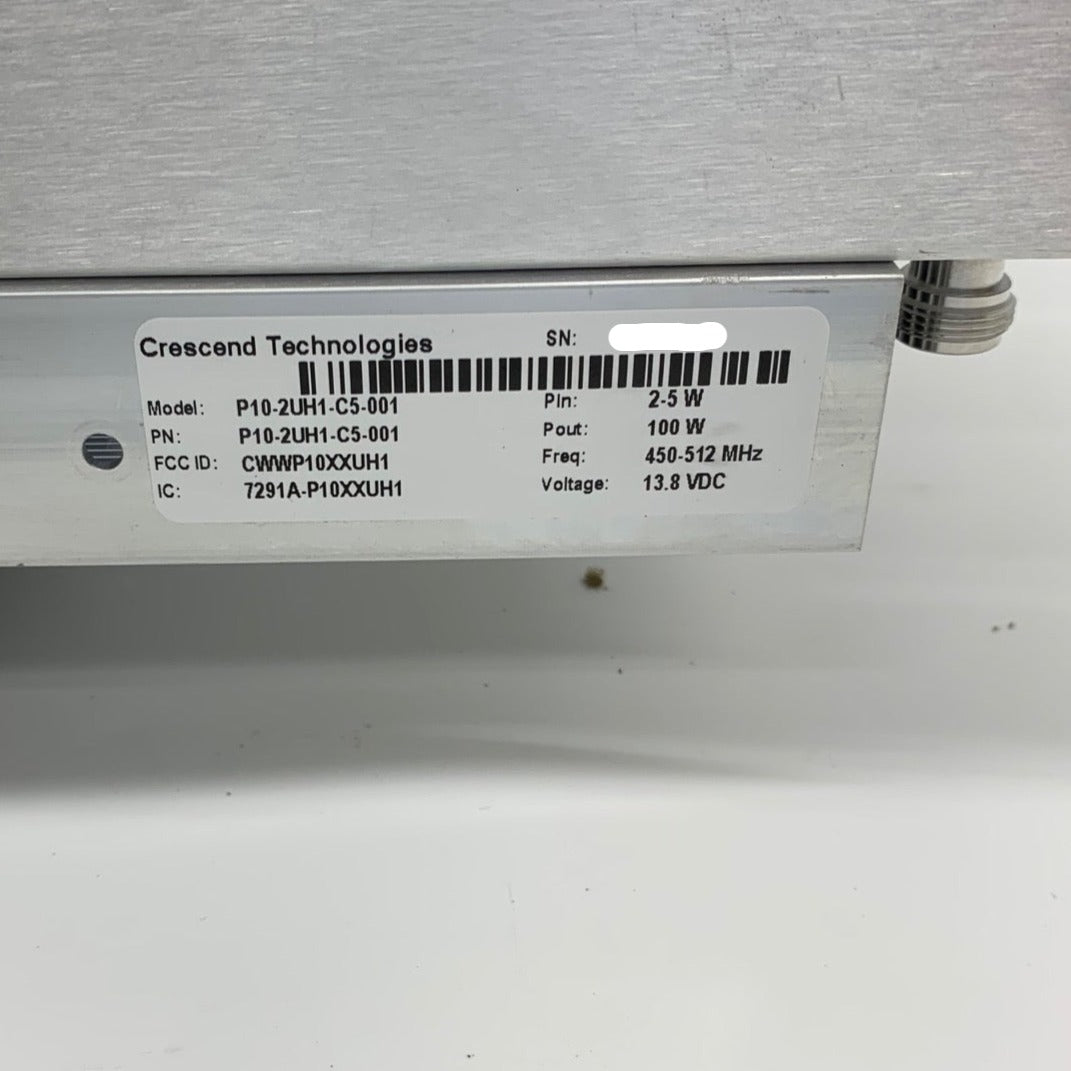 Crescend Technologies SN:
Model: P10-2UH1-C5-001 Pin: 2-5 W
PN: P10-2UH1-C5-001 Pout: 100 W
FCC ID: CWWP10XXUH1 Freq: 450-512 MHz
IC: 7291A-P10XXUH1 Voltage: 13.8 VDC